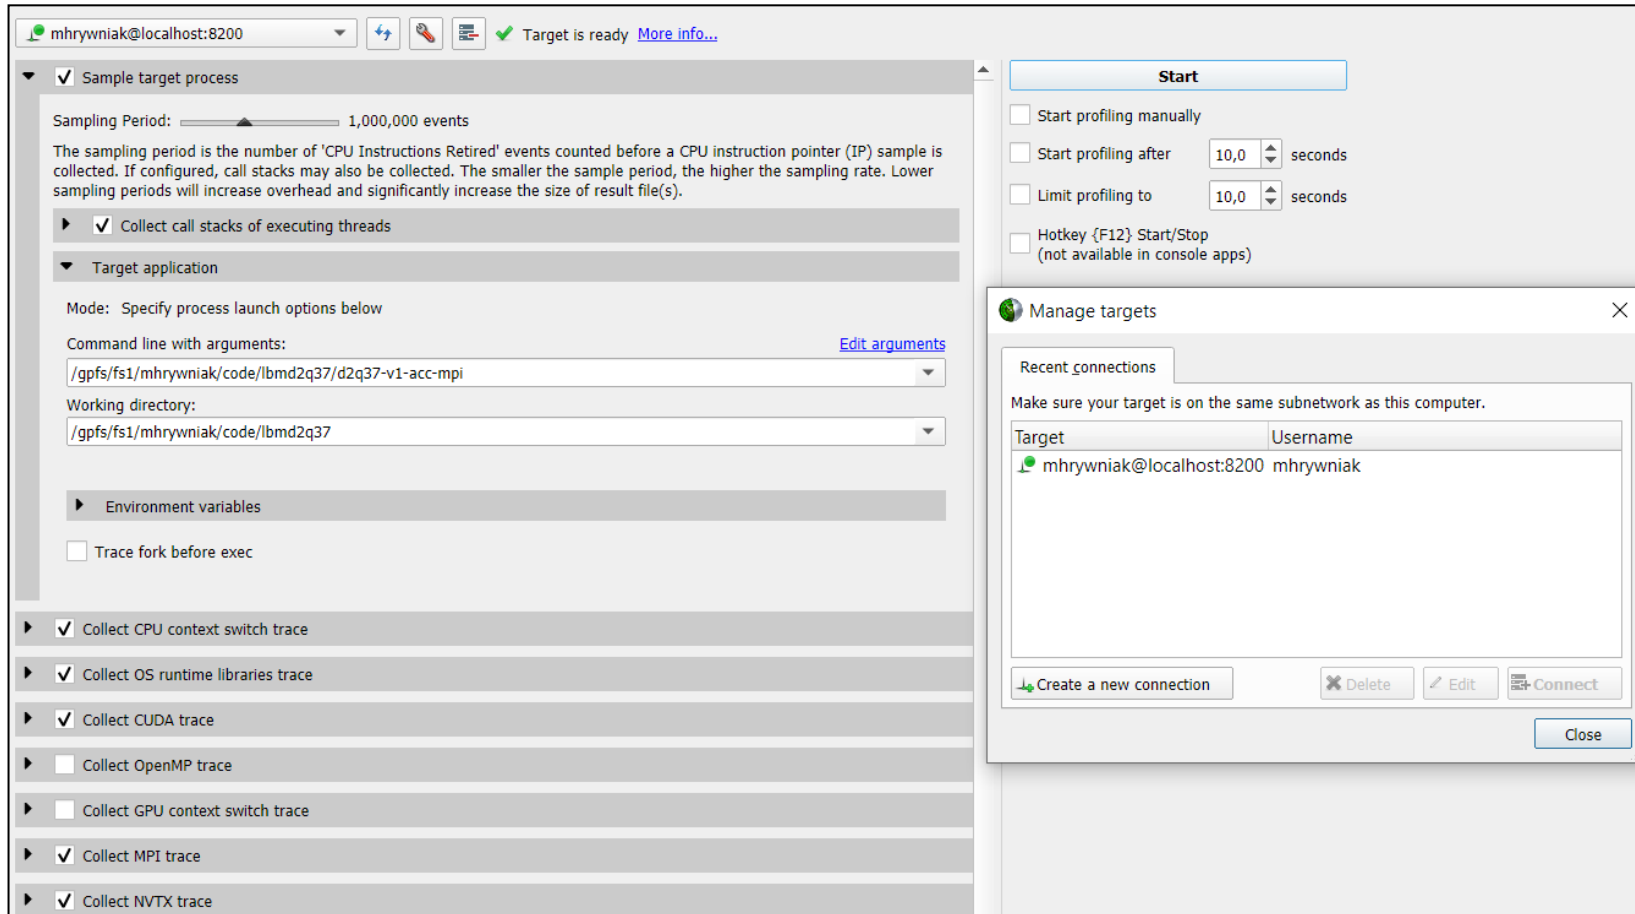 mhrywniak@localhost:8200
Target is ready More info...
Sample target process
Sampling Period: 1,000,000 events
The sampling period is the number of 'CPU Instructions Retired' events counted before a CPU instruction pointer (IP) sample is
collected. If configured, call stacks may also be collected. The smaller the sample period, the higher the sampling rate. Lower
sampling periods will increase overhead and significantly increase the size of result file(s).
Collect call stacks of executing threads
Target application
Mode: Specify process launch options below
Command line with arguments: Edit arguments
/gpfs/fs1/mhrywniak/code/lbmd2q37/d2q37-v1-acc-mpi
Working directory:
/gpfs/fs1/mhrywniak/code/lbmd2q37
Environment variables
Trace fork before exec
Collect CPU context switch trace
Collect OS runtime libraries trace
Collect CUDA trace
Collect OpenMP trace
Collect GPU context switch trace
Collect MPI trace
Collect NVTX trace
Start
Start profiling manually
Start profiling after 10,0 seconds
Limit profiling to 10,0 seconds
Hotkey {F12} Start/Stop
(not available in console apps)
Manage targets
Recent connections
Make sure your target is on the same subnetwork as this computer.
Target Username
mhrywniak@localhost:8200 mhrywniak
Create a new connection Delete Edit Connect
Close